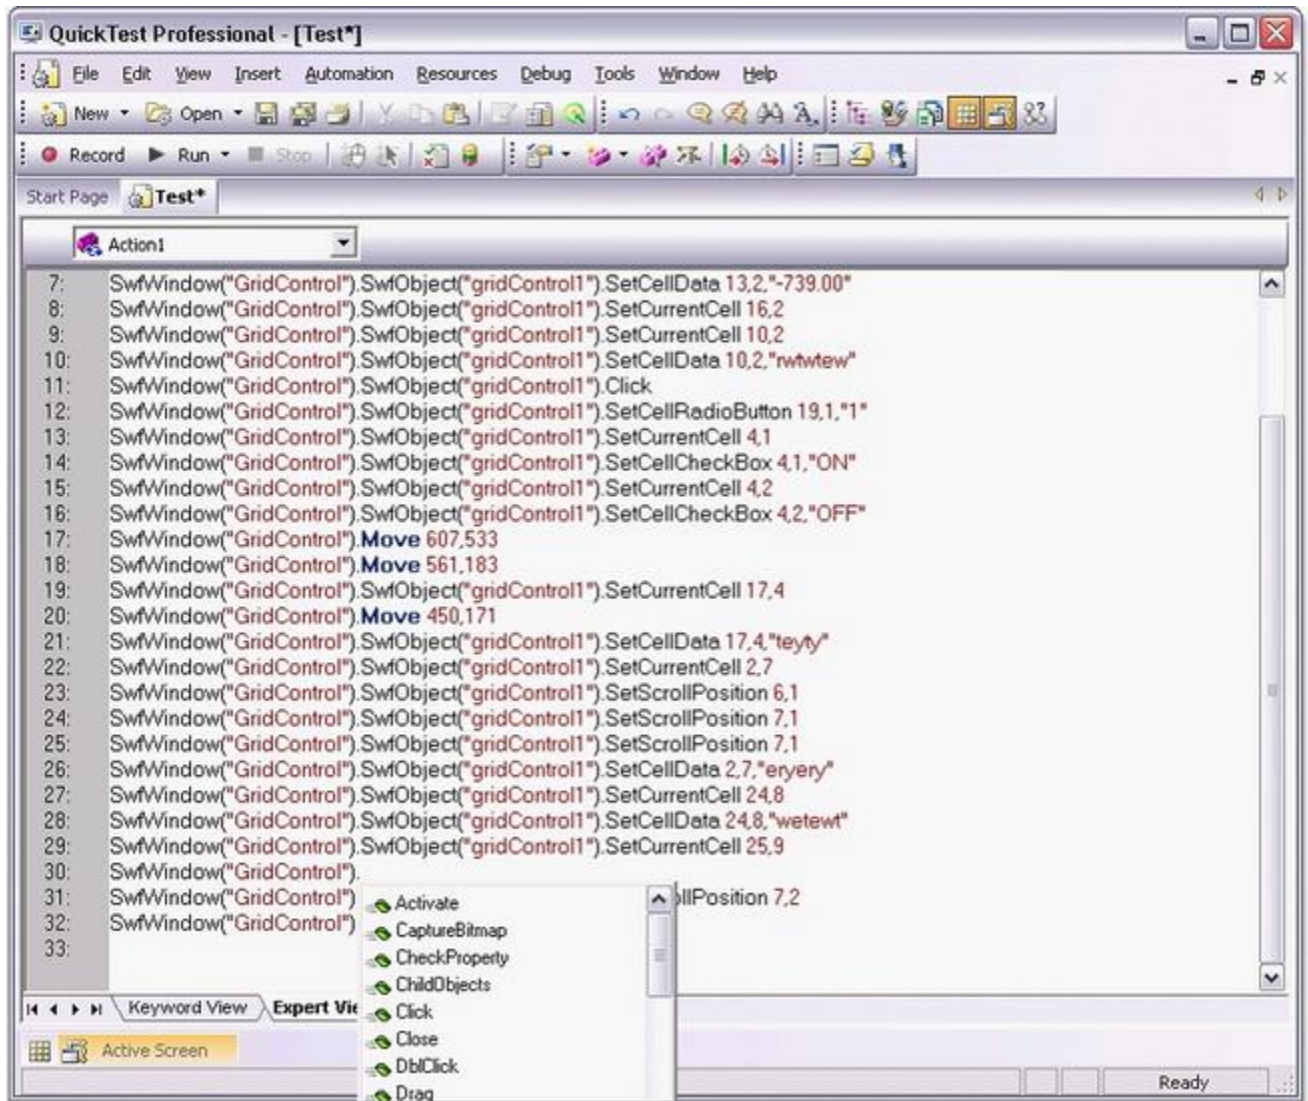 QuickTest Professional - [Test*]
File Edit View Insert Automation Resources Debug Tools Window Help
New Open
Record Run Stop
Start Page Test*
Action1
7: SwfWindow("GridControl").SwfObject("gridControl1").SetCellData 13,2,"-739.00"
8: SwfWindow("GridControl").SwfObject("gridControl1").SetCurrentCell 16,2
9: SwfWindow("GridControl").SwfObject("gridControl1").SetCurrentCell 10,2
10: SwfWindow("GridControl").SwfObject("gridControl1").SetCellData 10,2,"rwtwtew"
11: SwfWindow("GridControl").SwfObject("gridControl1").Click
12: SwfWindow("GridControl").SwfObject("gridControl1").SetCellRadioButton 19,1,"1"
13: SwfWindow("GridControl").SwfObject("gridControl1").SetCurrentCell 4,1
14: SwfWindow("GridControl").SwfObject("gridControl1").SetCellCheckBox 4,1,"ON"
15: SwfWindow("GridControl").SwfObject("gridControl1").SetCurrentCell 4,2
16: SwfWindow("GridControl").SwfObject("gridControl1").SetCellCheckBox 4,2,"OFF"
17: SwfWindow("GridControl").Move 607,533
18: SwfWindow("GridControl").Move 561,183
19: SwfWindow("GridControl").SwfObject("gridControl1").SetCurrentCell 17,4
20: SwfWindow("GridControl").Move 450,171
21: SwfWindow("GridControl").SwfObject("gridControl1").SetCellData 17,4,"teyty"
22: SwfWindow("GridControl").SwfObject("gridControl1").SetCurrentCell 2,7
23: SwfWindow("GridControl").SwfObject("gridControl1").SetScrollPosition 6,1
24: SwfWindow("GridControl").SwfObject("gridControl1").SetScrollPosition 7,1
25: SwfWindow("GridControl").SwfObject("gridControl1").SetScrollPosition 7,1
26: SwfWindow("GridControl").SwfObject("gridControl1").SetCellData 2,7,"eryery"
27: SwfWindow("GridControl").SwfObject("gridControl1").SetCurrentCell 24,8
28: SwfWindow("GridControl").SwfObject("gridControl1").SetCellData 24,8,"wetewt"
29: SwfWindow("GridControl").SwfObject("gridControl1").SetCurrentCell 25,9
30: SwfWindow("GridControl").
31: SwfWindow("GridControl") llPosition 7,2
32: SwfWindow("GridControl")
33:
Activate
CaptureBitmap
CheckProperty
ChildObjects
Click
Close
DblClick
Drag
Keyword View Expert Vie
Active Screen
Ready